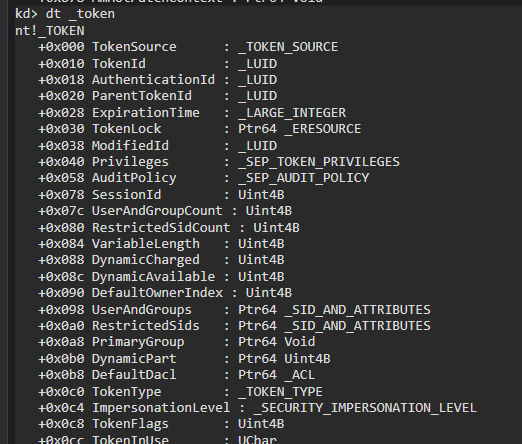 kd> dt _token
nt!_TOKEN
   +0x000 TokenSource      : _TOKEN_SOURCE
   +0x010 TokenId          : _LUID
   +0x018 AuthenticationId : _LUID
   +0x020 ParentTokenId    : _LUID
   +0x028 ExpirationTime   : _LARGE_INTEGER
   +0x030 TokenLock        : Ptr64 _ERESOURCE
   +0x038 ModifiedId       : _LUID
   +0x040 Privileges       : _SEP_TOKEN_PRIVILEGES
   +0x058 AuditPolicy      : _SEP_AUDIT_POLICY
   +0x078 SessionId        : Uint4B
   +0x07c UserAndGroupCount : Uint4B
   +0x080 RestrictedSidCount : Uint4B
   +0x084 VariableLength   : Uint4B
   +0x088 DynamicCharged   : Uint4B
   +0x08c DynamicAvailable : Uint4B
   +0x090 DefaultOwnerIndex : Uint4B
   +0x098 UserAndGroups    : Ptr64 _SID_AND_ATTRIBUTES
   +0x0a0 RestrictedSids   : Ptr64 _SID_AND_ATTRIBUTES
   +0x0a8 PrimaryGroup     : Ptr64 Void
   +0x0b0 DynamicPart      : Ptr64 Uint4B
   +0x0b8 DefaultDacl      : Ptr64 _ACL
   +0x0c0 TokenType        : _TOKEN_TYPE
   +0x0c4 ImpersonationLevel : _SECURITY_IMPERSONATION_LEVEL
   +0x0c8 TokenFlags       : Uint4B
   +0x0cc TokenInUse       : UChar